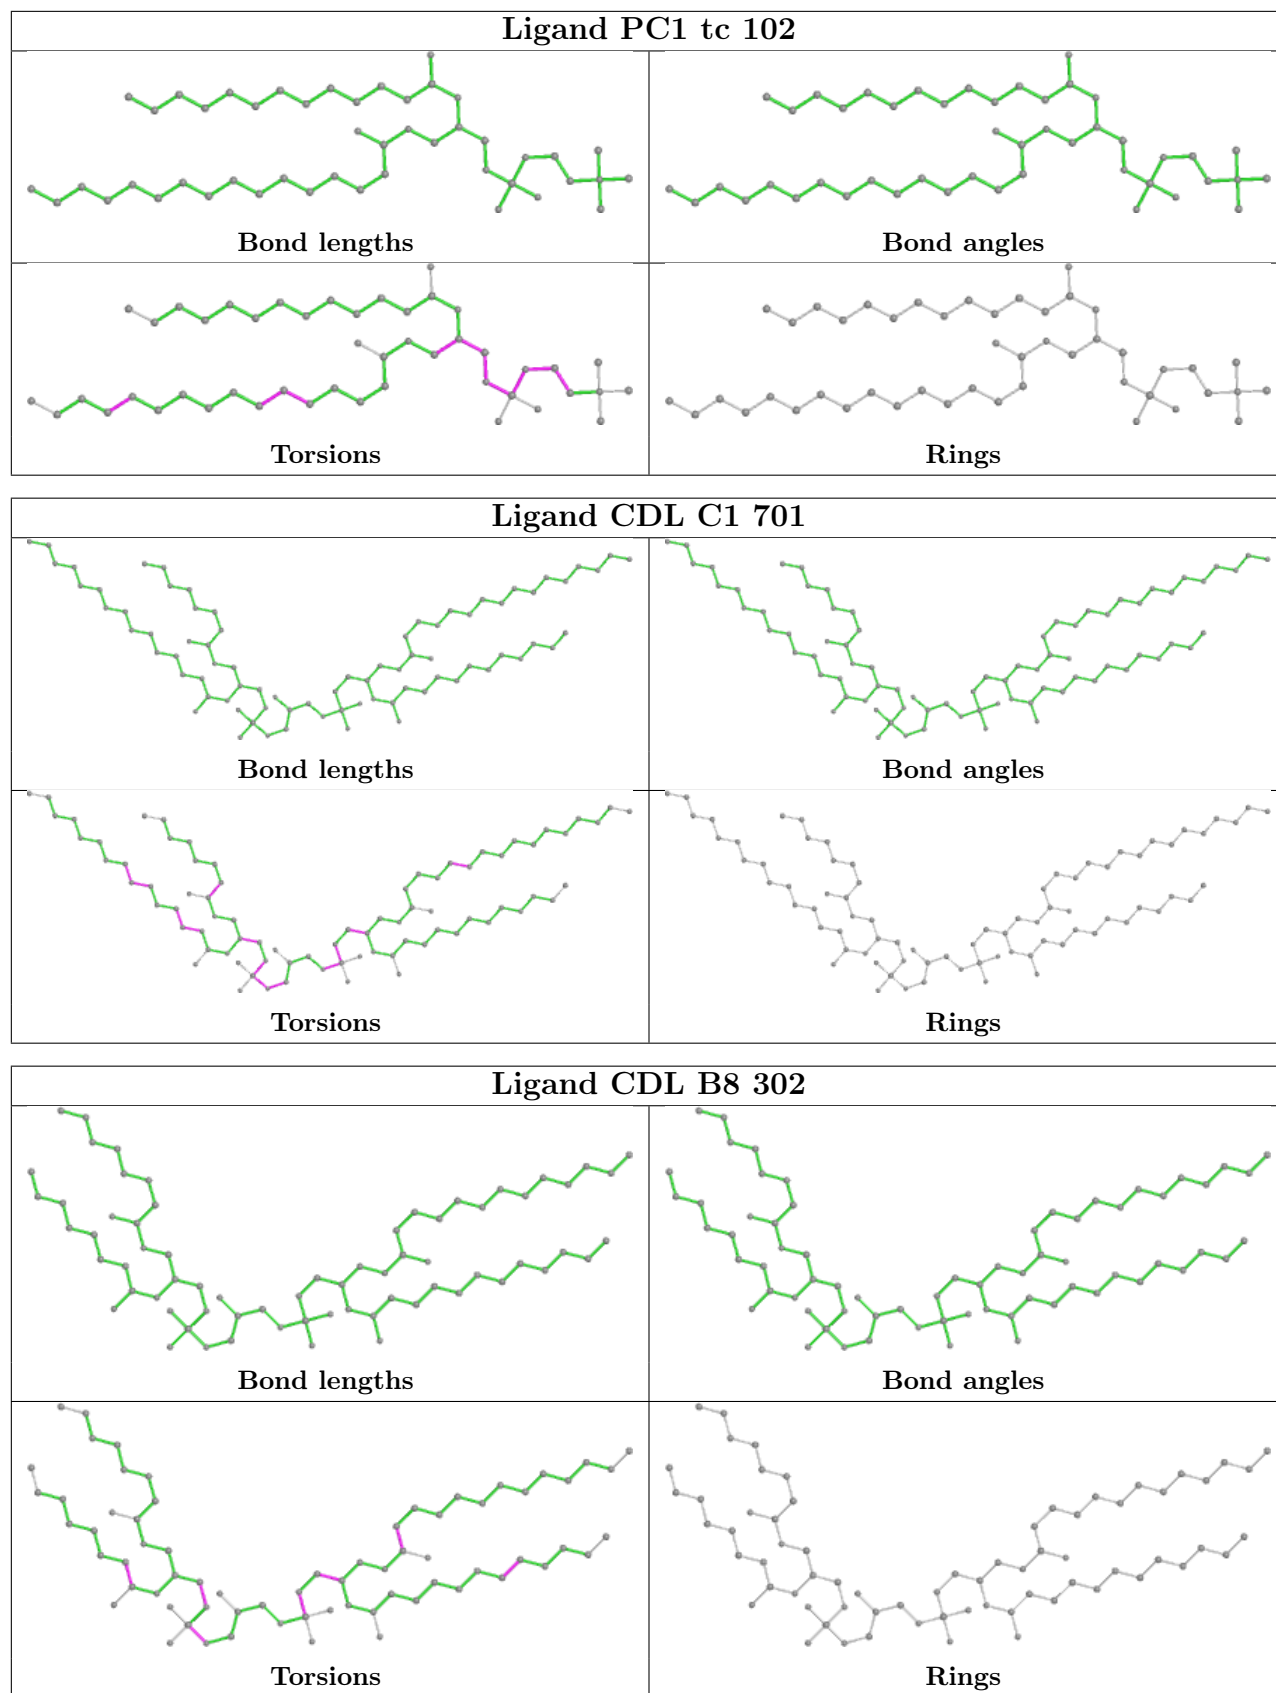 Ligand PC1 tc 102
Bond lengths
Bond angles
Torsions
Rings
Ligand CDL C1 701
Bond lengths
Bond angles
Torsions
Rings
Ligand CDL B8 302
Bond lengths
Bond angles
Torsions
Rings